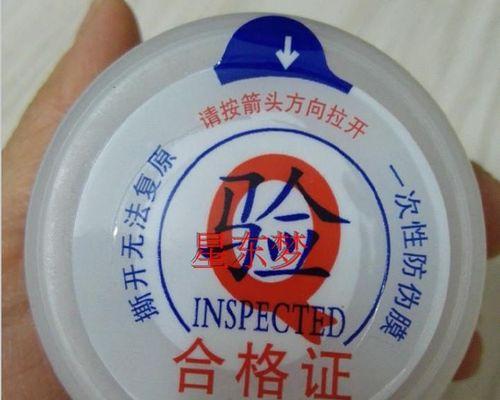 请按箭头方向拉开
撕开无法复原
一次性防伪膜
验
星东梦
INSPECTED
合格证